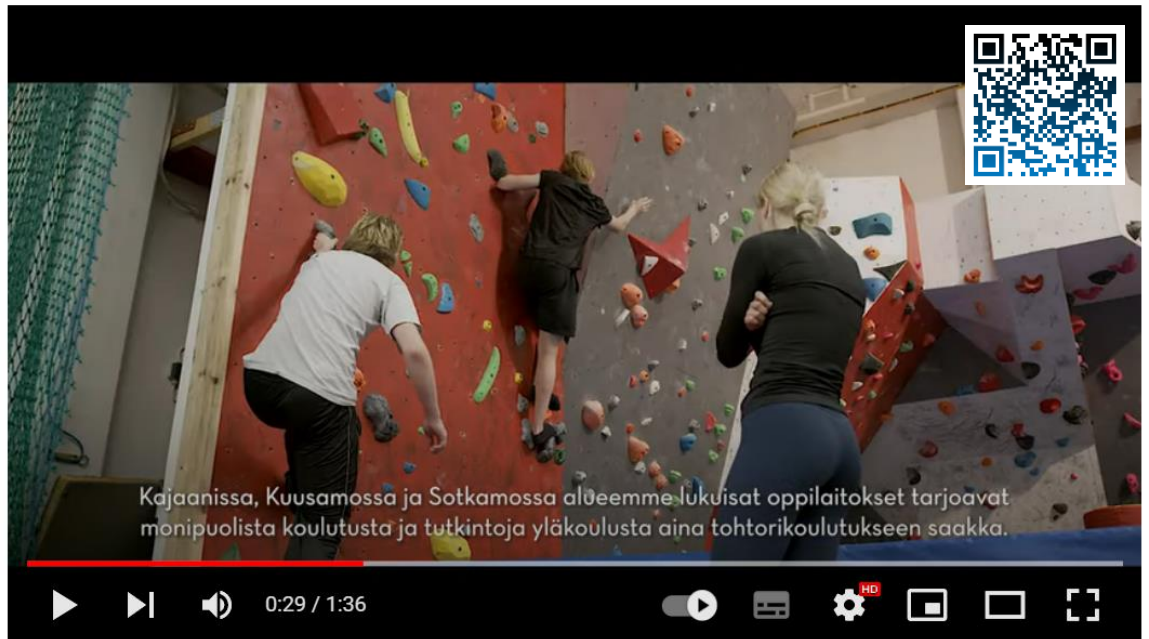 Kajaanissa, Kuusamossa ja Sotkamossa alueemme lukuisat oppilaitokset tarjoavat
monipuolista koulutusta ja tutkintoja yläkoulusta aina tohtorikoulutukseen saakka.
0:29 / 1:36
HD